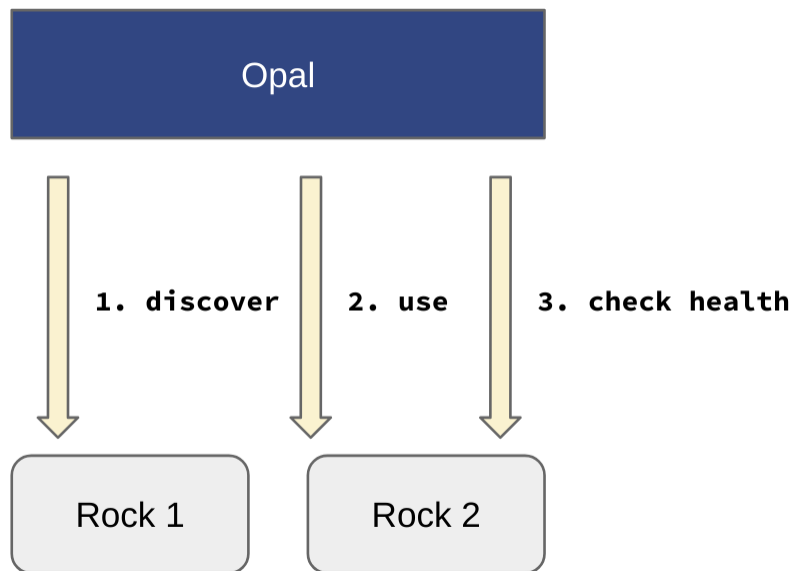 Opal
1. discover
2. use
3. check health
Rock 1
Rock 2